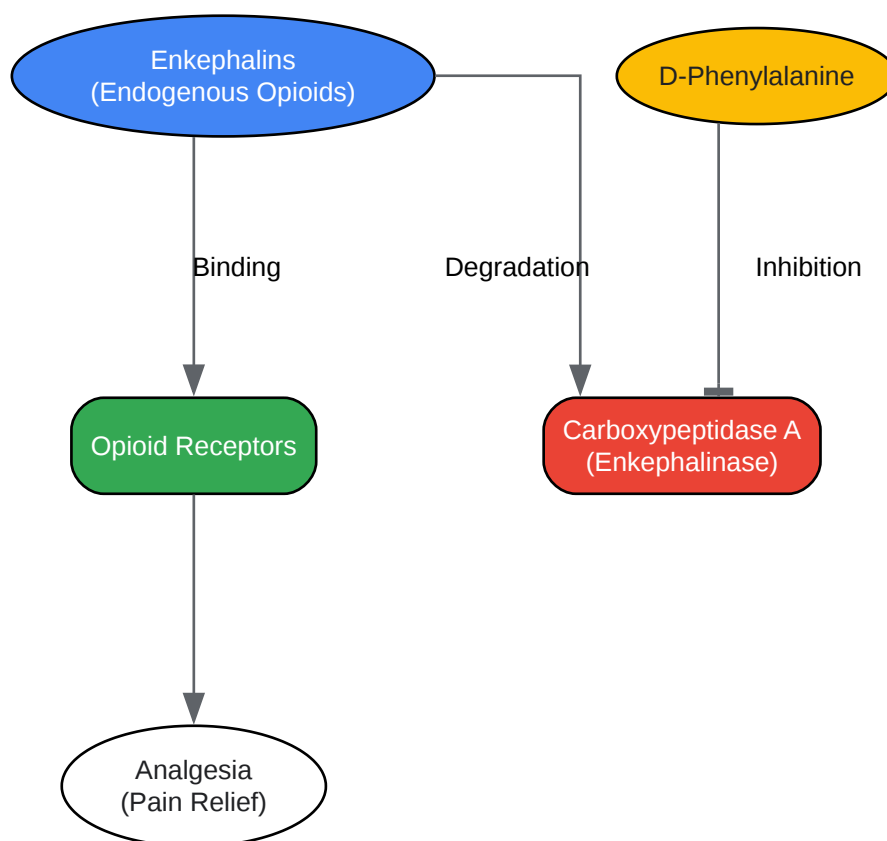 Enkephalins
(Endogenous Opioids)
D-Phenylalanine
Binding
Degradation
Inhibition
Opioid Receptors
Carboxypeptidase A
(Enkephalinase)
Analgesia
(Pain Relief)